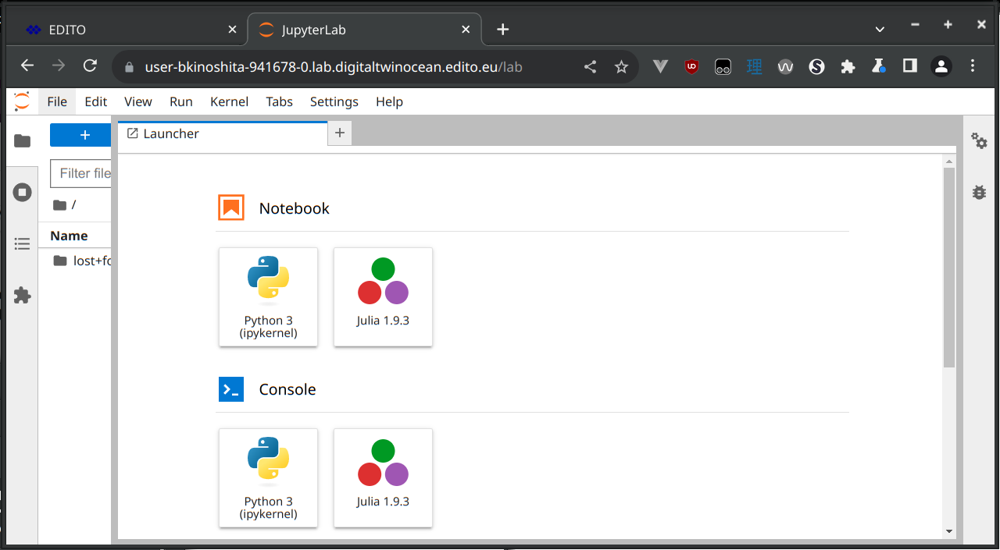 EDITO
JupyterLab
user-bkinoshita-941678-0.lab.digitaltwinocean.edito.eu/lab
File Edit View Run Kernel Tabs Settings Help
+
Launcher
+
Filter file
/
Name
lost+fo
Notebook
Python 3
(ipykernel)
Julia 1.9.3
Console
Python 3
(ipykernel)
Julia 1.9.3